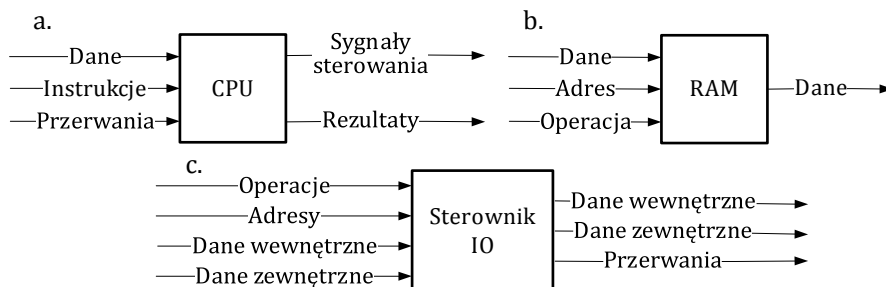 a.
Dane
Instrukcje
Przerwania
CPU
Sygnały
sterowania
Rezultaty
b.
Dane
Adres
Operacja
RAM
Dane
c.
Operacje
Adresy
Dane wewnętrzne
Dane zewnętrzne
Sterownik
IO
Dane wewnętrzne
Dane zewnętrzne
Przerwania